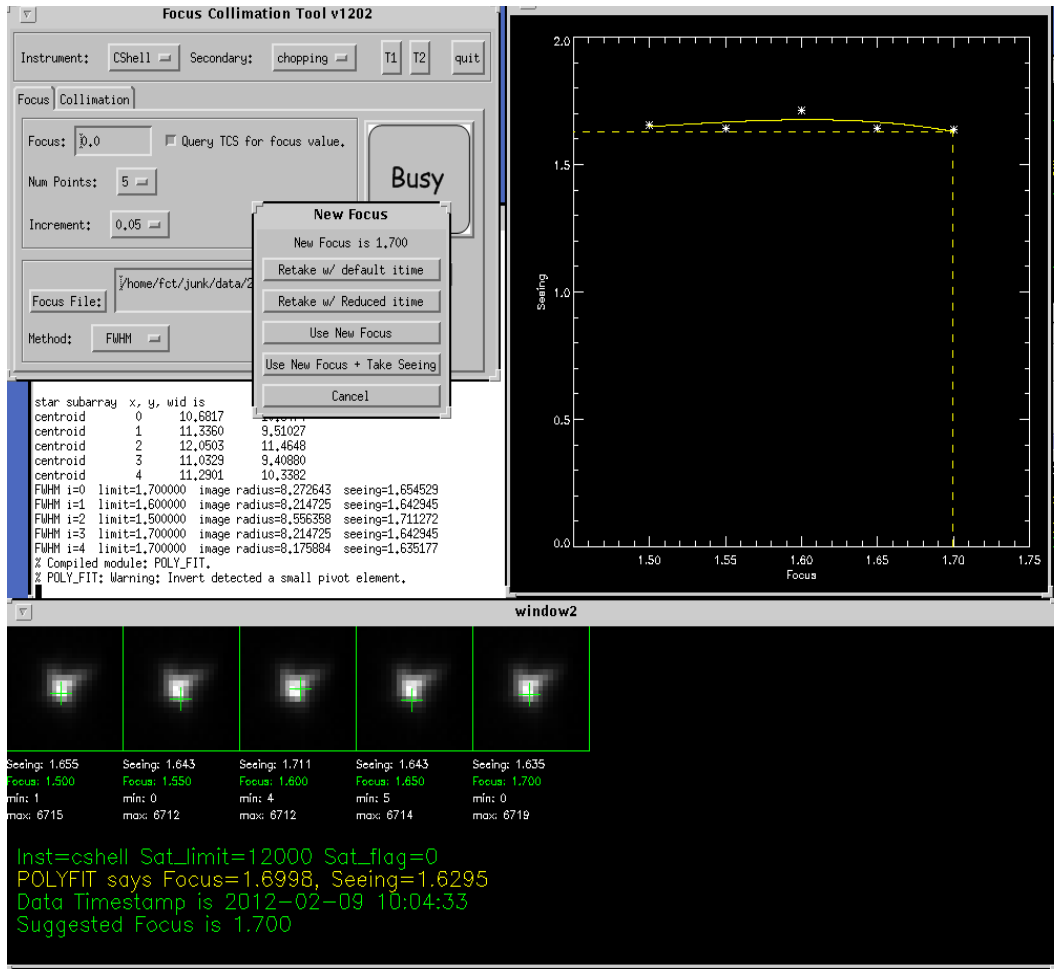 Focus Collimation Tool v1202
Instrument: CShell Secondary: chopping T1 T2 quit
Focus Collimation
Focus: 0.0 Query TCS for focus value.
Num Points: 5
Increment: 0.05
Busy
Focus File: /home/fct/junk/data/2
Method: FWHM
New Focus
New Focus is 1.700
Retake w/ default itime
Retake w/ Reduced itime
Use New Focus
Use New Focus + Take Seeing
Cancel
star subarray x, y, wid is
centroid 0 10.6817
centroid 1 11.3360 9.51027
centroid 2 12.0503 11.4648
centroid 3 11.0329 9.40880
centroid 4 11.2901 10.3382
FWHM i=0 limit=1.700000 image radius=8.272643 seeing=1.654529
FWHM i=1 limit=1.600000 image radius=8.214725 seeing=1.642945
FWHM i=2 limit=1.500000 image radius=8.556358 seeing=1.711272
FWHM i=3 limit=1.700000 image radius=8.214725 seeing=1.642945
FWHM i=4 limit=1.700000 image radius=8.175884 seeing=1.635177
% Compiled module: POLY_FIT.
% POLY_FIT: Warning: Invert detected a small pivot element.
2.0
1.5
1.0
0.5
0.0
Seeing
1.50 1.55 1.60 1.65 1.70 1.75
Focus
window2
Seeing: 1.655 Seeing: 1.643 Seeing: 1.711 Seeing: 1.643 Seeing: 1.635
Focus: 1.500 Focus: 1.550 Focus: 1.600 Focus: 1.650 Focus: 1.700
min: 1 min: 0 min: 4 min: 5 min: 0
max: 6715 max: 6712 max: 6712 max: 6714 max: 6719
Inst=cshell Sat_limit=12000 Sat_flag=0
POLYFIT says Focus=1.6998, Seeing=1.6295
Data Timestamp is 2012-02-09 10:04:33
Suggested Focus is 1.700